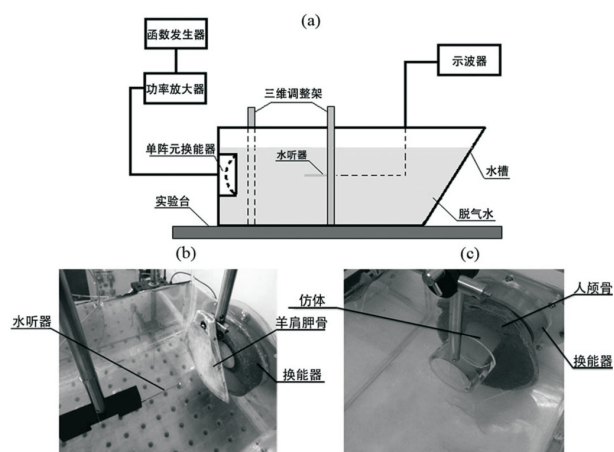 (a)
函数发生器
示波器
功率放大器
三维调整架
单阵元换能器
水听器
水槽
实验台
脱气水
(b)
(c)
水听器
羊肩胛骨
换能器
仿体
人颅骨
换能器